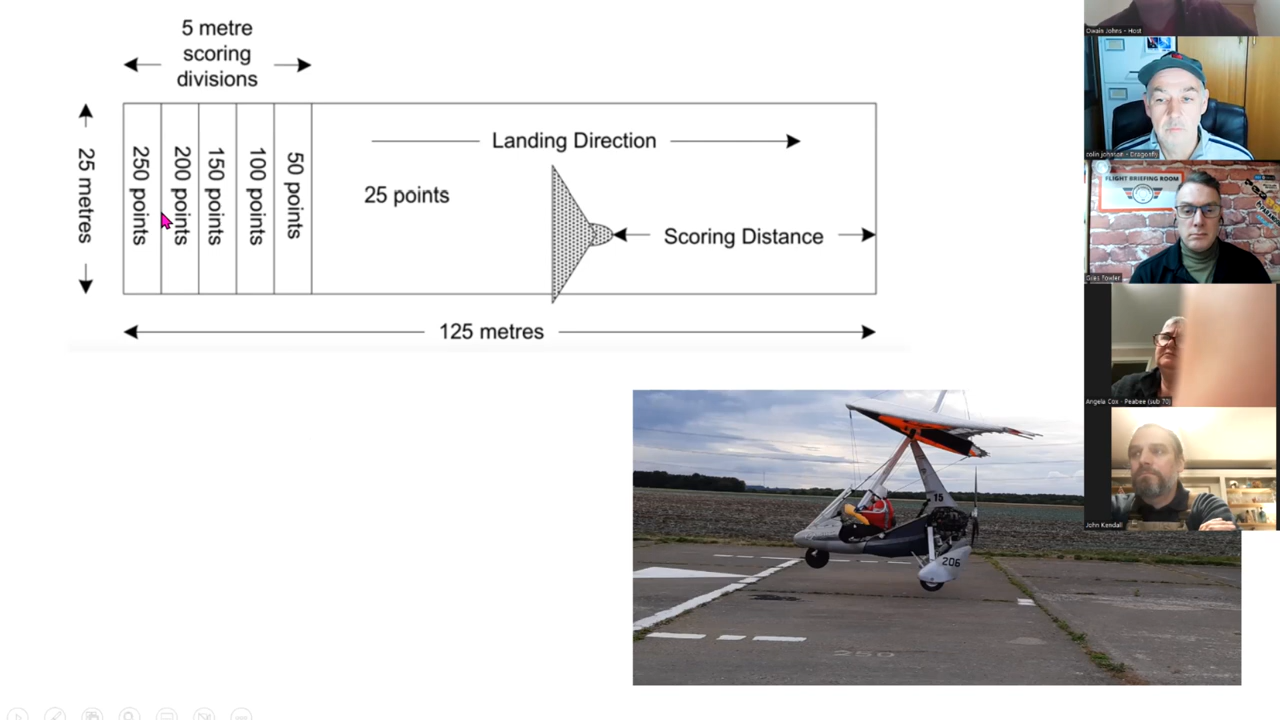 5 metre
scoring
divisions
25 metres
250 points
200 points
150 points
100 points
50 points
Landing Direction
25 points
Scoring Distance
125 metres
Owain Johns - Host
colin johnson - Dragonfly
FLIGHT BRIEFING ROOM
Greg Fowler
Angela Cox - Peabee (sub 70)
John Kendall
15
206
250